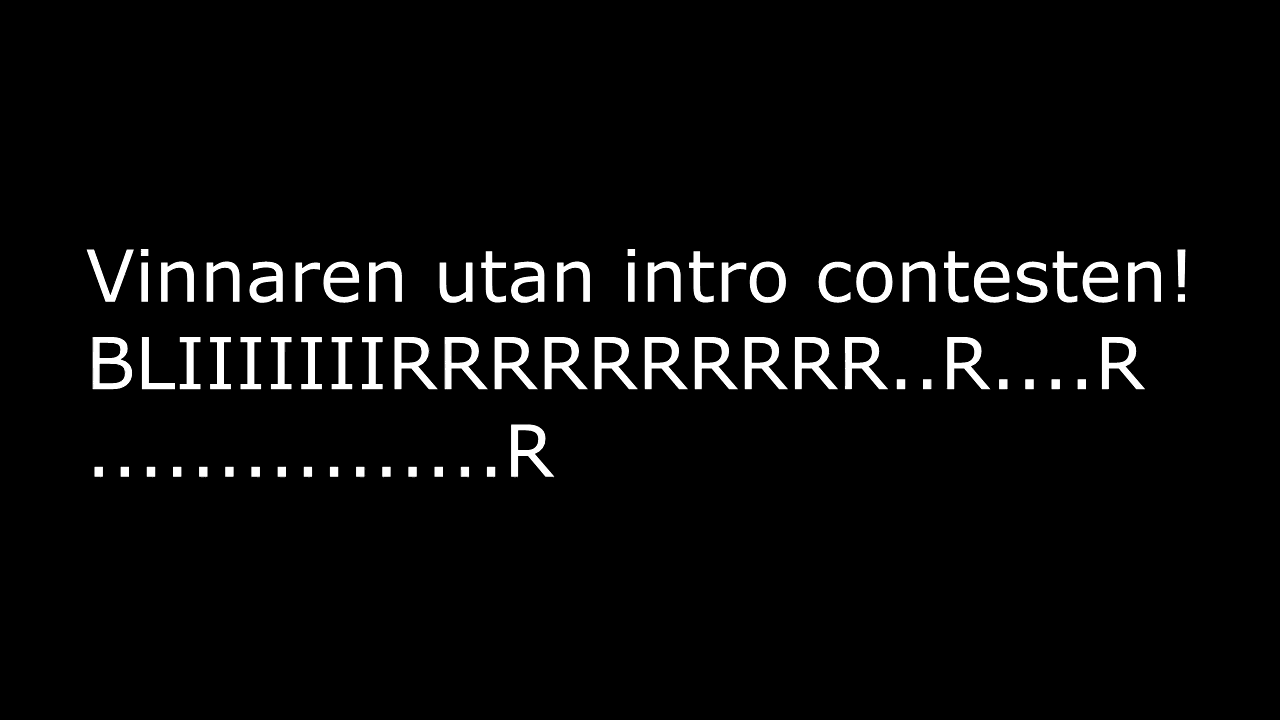 Vinnaren utan intro contesten!
BLIIIIIIIRRRRRRRRRR..R....R
................R